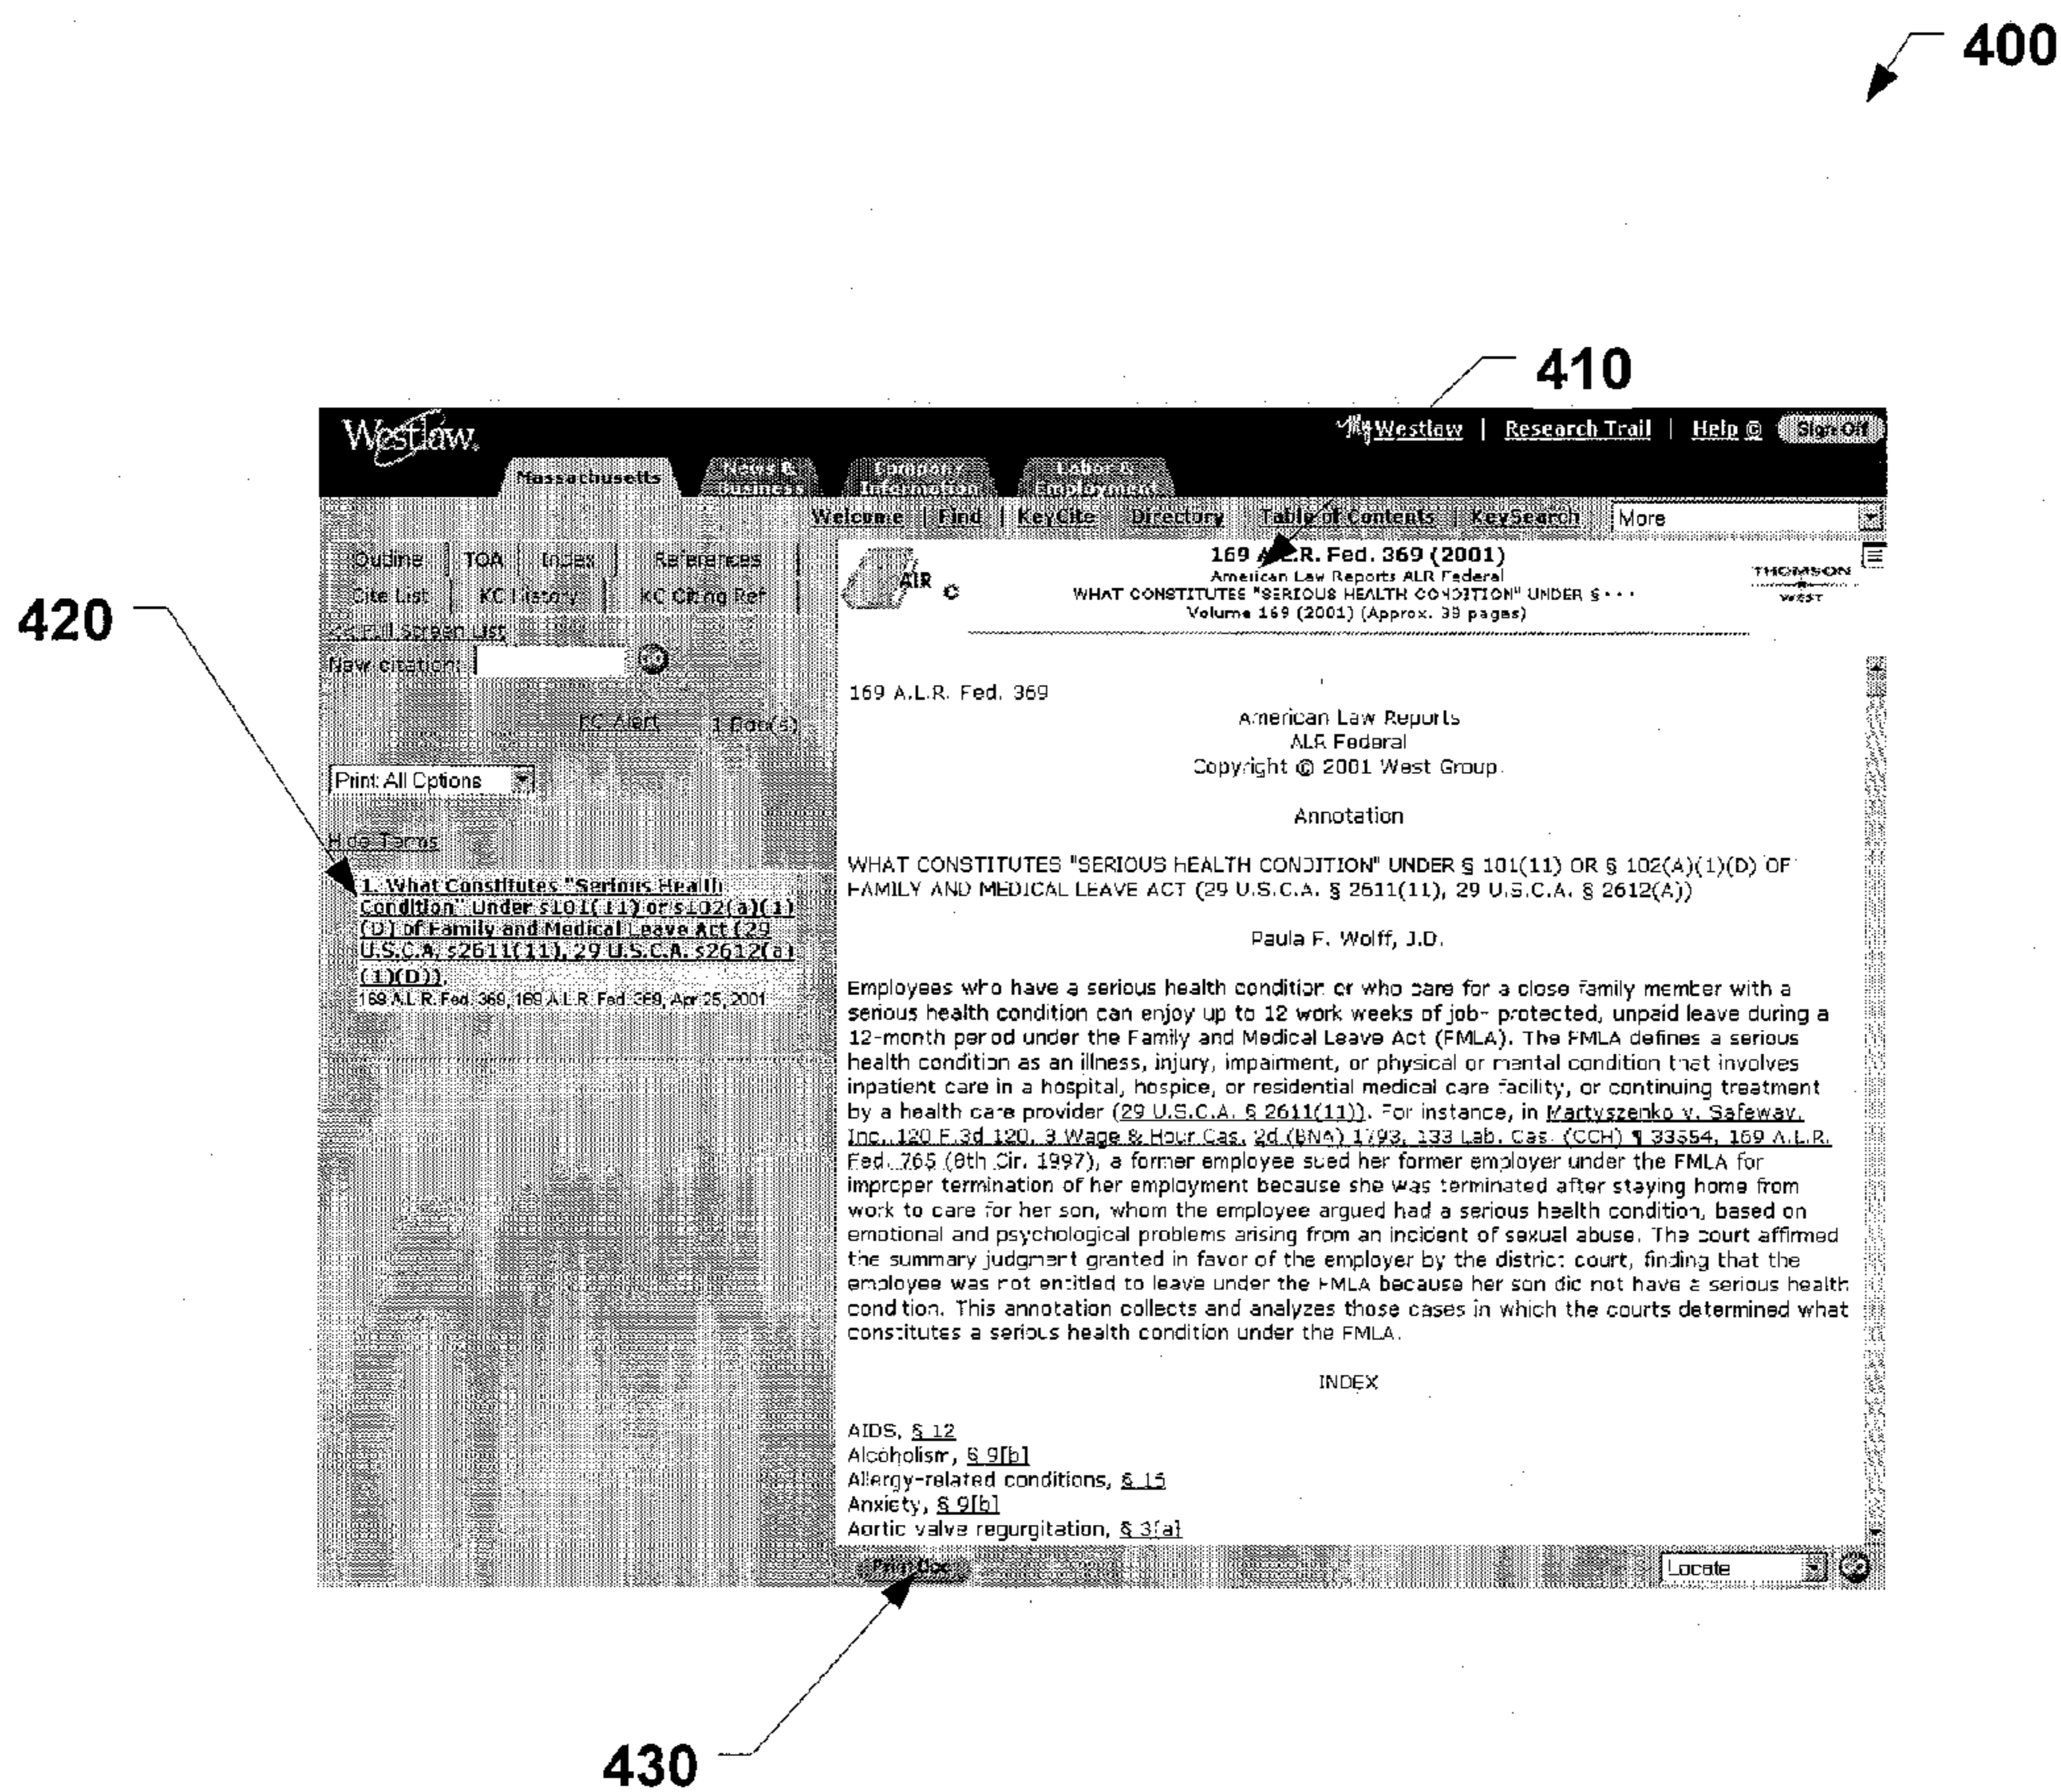 400
410
Westlaw.
My Westlaw | Research Trail | Help © Sign Off
Massachusetts
News & Business
Company Information
Labor & Employment
Welcome | Find | KeyCite Directory Table of Contents | KeySearch More
Outline TOA Index References
Cite List KC History KC Citing Ref
<< Full Screen List
New citation: GO
KC Alert 1 Doc(s)
Print: All Options
Hide Terms
420
1. What Constitutes "Serious Health
Condition" Under s101(11) or s102(a)(1)
(D) of Family and Medical Leave Act (29
U.S.C.A. s2611(11), 29 U.S.C.A. s2612(a)
(1)(D)),
169 A.L.R. Fed. 369, 169 A.L.R. Fed. 369, Apr 25, 2001
C
169 A.L.R. Fed. 369 (2001)
American Law Reports ALR Federal
WHAT CONSTITUTES "SERIOUS HEALTH CONDITION" UNDER § • • •
Volume 169 (2001) (Approx. 39 pages)
THOMSON
WEST
169 A.L.R. Fed. 369
American Law Reports
ALR Federal
Copyright © 2001 West Group.
Annotation
WHAT CONSTITUTES "SERIOUS HEALTH CONDITION" UNDER § 101(11) OR § 102(A)(1)(D) OF
FAMILY AND MEDICAL LEAVE ACT (29 U.S.C.A. § 2611(11), 29 U.S.C.A. § 2612(A))
Paula F. Wolff, J.D.
Employees who have a serious health condition or who care for a close family member with a
serious health condition can enjoy up to 12 work weeks of job- protected, unpaid leave during a
12-month period under the Family and Medical Leave Act (FMLA). The FMLA defines a serious
health condition as an illness, injury, impairment, or physical or mental condition that involves
inpatient care in a hospital, hospice, or residential medical care facility, or continuing treatment
by a health care provider (29 U.S.C.A. § 2611(11)). For instance, in Martyszenko v. Safeway,
Inc., 120 F.3d 120, 3 Wage & Hour Cas. 2d (BNA) 1793, 133 Lab. Cas. (CCH) ¶ 33554, 169 A.L.R.
Fed. 765 (8th Cir. 1997), a former employee sued her former employer under the FMLA for
improper termination of her employment because she was terminated after staying home from
work to care for her son, whom the employee argued had a serious health condition, based on
emotional and psychological problems arising from an incident of sexual abuse. The court affirmed
the summary judgment granted in favor of the employer by the district court, finding that the
employee was not entitled to leave under the FMLA because her son did not have a serious health
condition. This annotation collects and analyzes those cases in which the courts determined what
constitutes a serious health condition under the FMLA.
INDEX
AIDS, § 12
Alcoholism, § 9[b]
Allergy-related conditions, § 15
Anxiety, § 9[b]
Aortic valve regurgitation, § 3[a]
Print Doc
Locate
430